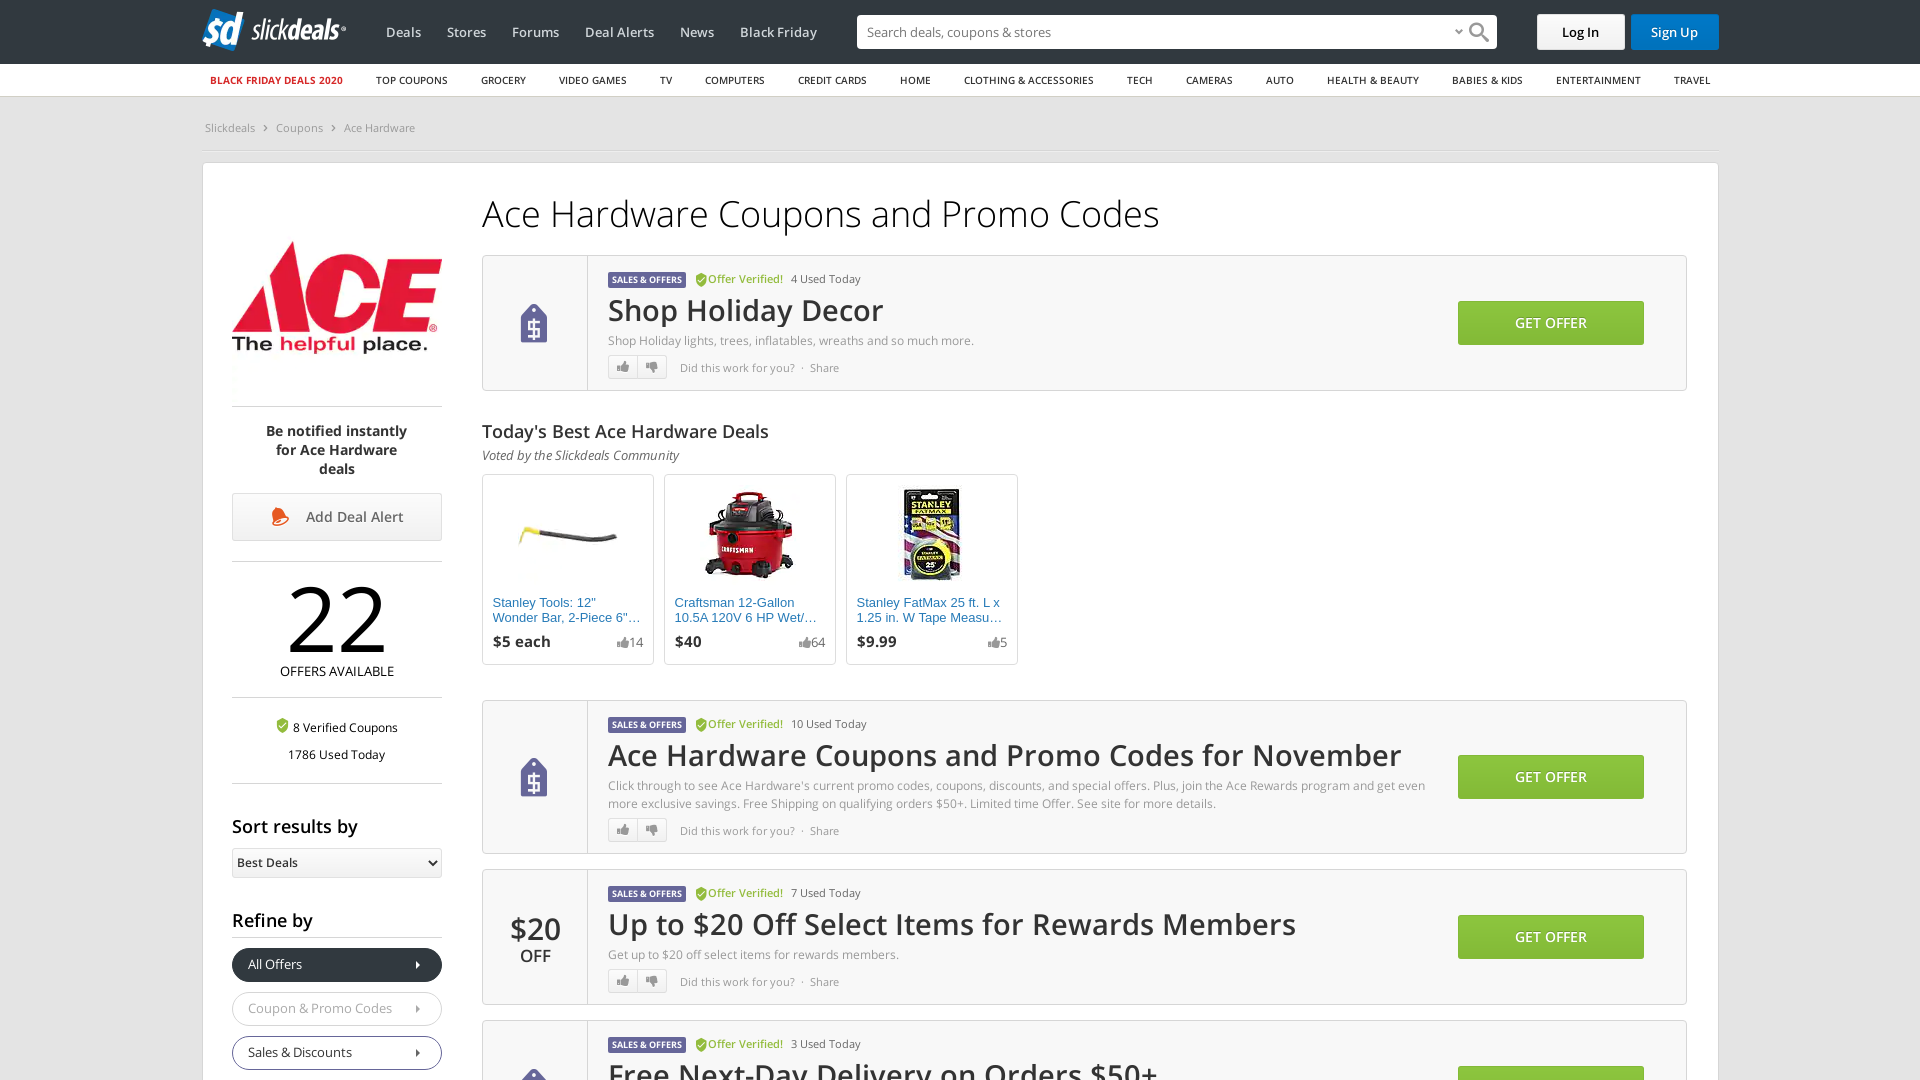 slickdeals
Deals
Stores
Forums
Deal Alerts
News
Black Friday
Search deals, coupons & stores
Log In
Sign Up
BLACK FRIDAY DEALS 2020
TOP COUPONS
GROCERY
VIDEO GAMES
TV
COMPUTERS
CREDIT CARDS
HOME
CLOTHING & ACCESSORIES
TECH
CAMERAS
AUTO
HEALTH & BEAUTY
BABIES & KIDS
ENTERTAINMENT
TRAVEL
Slickdeals
Coupons
Ace Hardware
ACE®
The helpful place.
Be notified instantly
for Ace Hardware
deals
Add Deal Alert
22
OFFERS AVAILABLE
8 Verified Coupons
1786 Used Today
Sort results by
Best Deals
Refine by
All Offers
Coupon & Promo Codes
Sales & Discounts
Ace Hardware Coupons and Promo Codes
SALES & OFFERS Offer Verified! 4 Used Today
Shop Holiday Decor
Shop Holiday lights, trees, inflatables, wreaths and so much more.
Did this work for you? · Share
GET OFFER
Today's Best Ace Hardware Deals
Voted by the Slickdeals Community
Stanley Tools: 12"
Wonder Bar, 2-Piece 6"…
$5 each 14
CRAFTSMAN
Craftsman 12-Gallon
10.5A 120V 6 HP Wet/…
$40 64
STANLEY
FATMAX
25'
Stanley FatMax 25 ft. L x
1.25 in. W Tape Measu…
$9.99 5
SALES & OFFERS Offer Verified! 10 Used Today
Ace Hardware Coupons and Promo Codes for November
Click through to see Ace Hardware's current promo codes, coupons, discounts, and special offers. Plus, join the Ace Rewards program and get even
more exclusive savings. Free Shipping on qualifying orders $50+. Limited time Offer. See site for more details.
Did this work for you? · Share
GET OFFER
$20
OFF
SALES & OFFERS Offer Verified! 7 Used Today
Up to $20 Off Select Items for Rewards Members
Get up to $20 off select items for rewards members.
Did this work for you? · Share
GET OFFER
SALES & OFFERS Offer Verified! 3 Used Today
Free Next-Day Delivery on Orders $50+